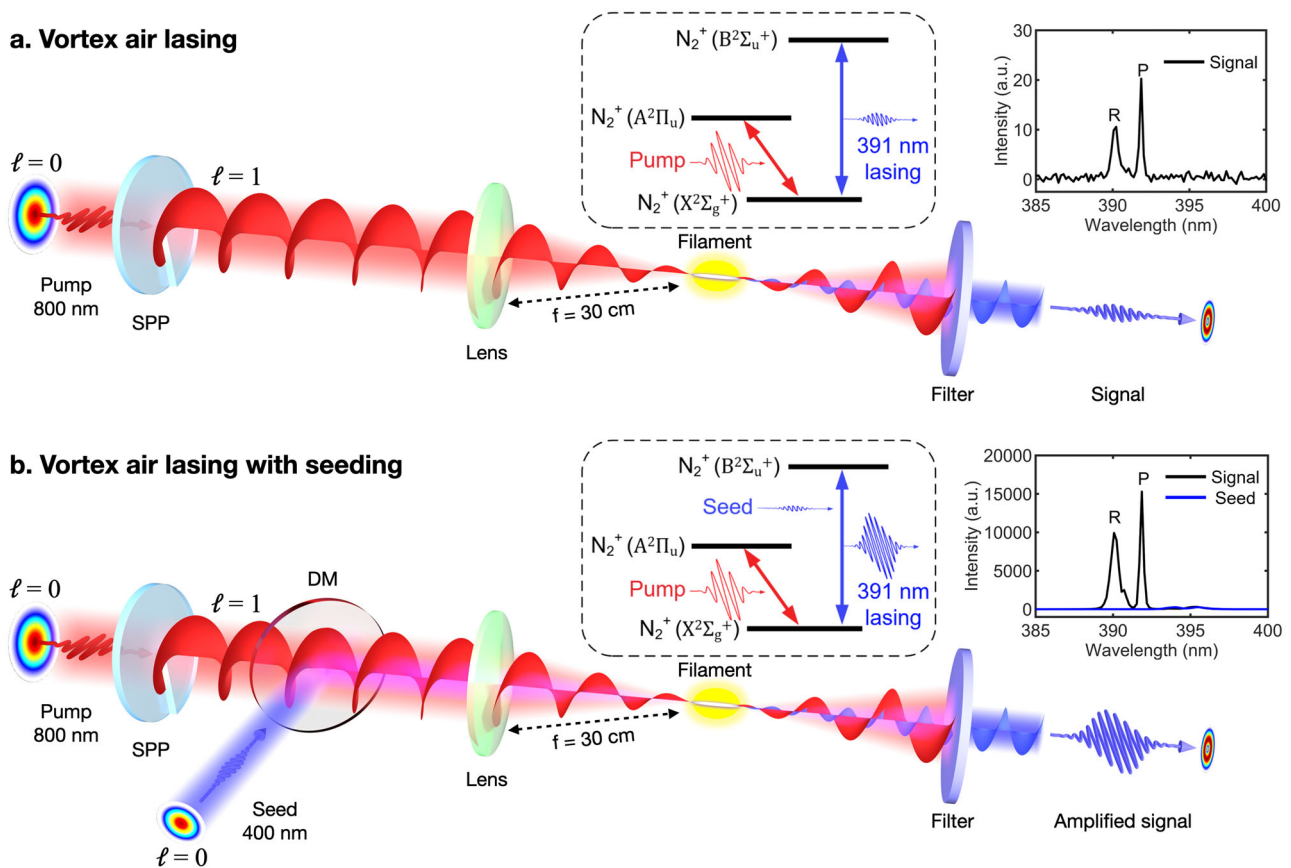 a. Vortex air lasing
N₂⁺ (B²Σᵤ⁺)
N₂⁺ (A²Πᵤ)
Pump
391 nm
lasing
N₂⁺ (X²Σg⁺)
30
20
10
0
Intensity (a.u.)
Signal
R
P
385
390
395
400
Wavelength (nm)
ℓ = 0
ℓ = 1
Pump
800 nm
SPP
Lens
f = 30 cm
Filament
Filter
Signal
b. Vortex air lasing with seeding
N₂⁺ (B²Σᵤ⁺)
Seed
N₂⁺ (A²Πᵤ)
Pump
391 nm
lasing
N₂⁺ (X²Σg⁺)
20000
15000
10000
5000
0
Intensity (a.u.)
Signal
Seed
R
P
385
390
395
400
Wavelength (nm)
ℓ = 0
ℓ = 1
DM
Pump
800 nm
SPP
Seed
400 nm
ℓ = 0
Lens
f = 30 cm
Filament
Filter
Amplified signal